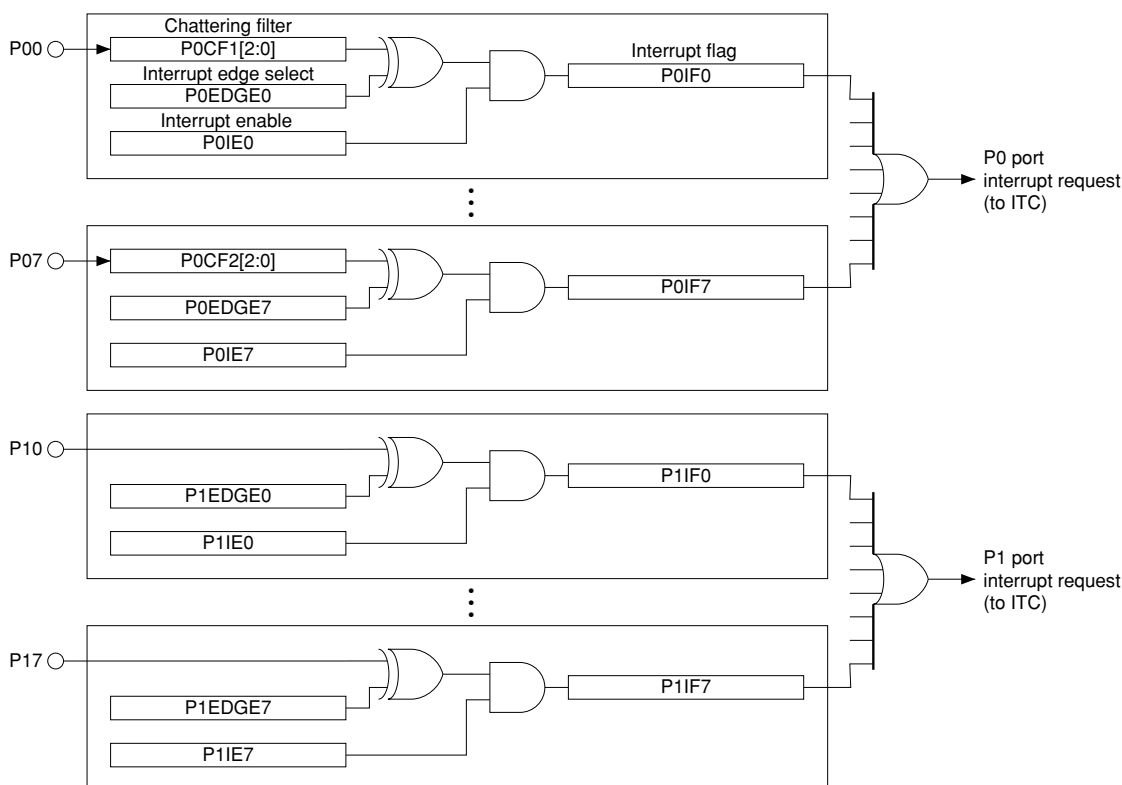 Chattering filter
P00
P0CF1[2:0]
Interrupt edge select
P0EDGE0
Interrupt enable
P0IE0
Interrupt flag
P0IF0
P0 port
interrupt request
(to ITC)
P07
P0CF2[2:0]
P0EDGE7
P0IE7
P0IF7
P10
P1EDGE0
P1IE0
P1IF0
P1 port
interrupt request
(to ITC)
P17
P1EDGE7
P1IE7
P1IF7